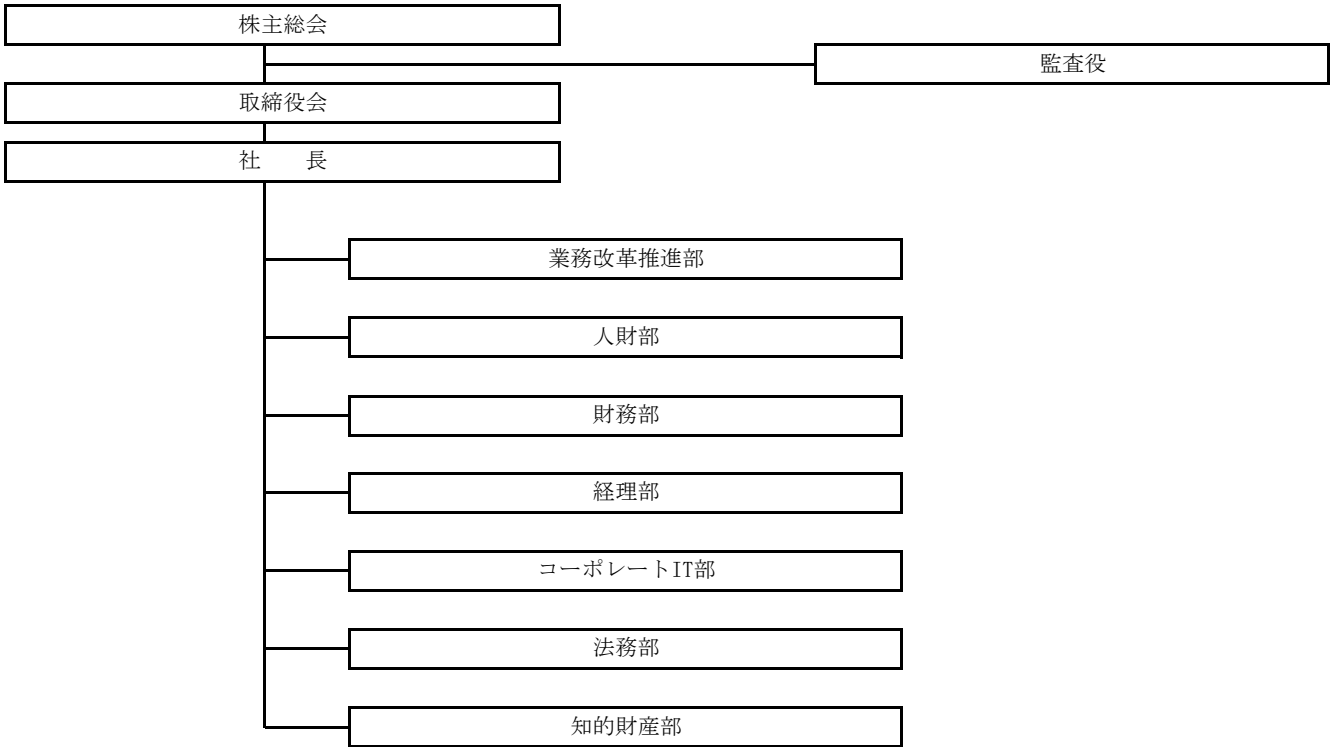 株主総会
監査役
取締役会
社　　長
業務改革推進部
人財部
財務部
経理部
コーポレートIT部
法務部
知的財産部